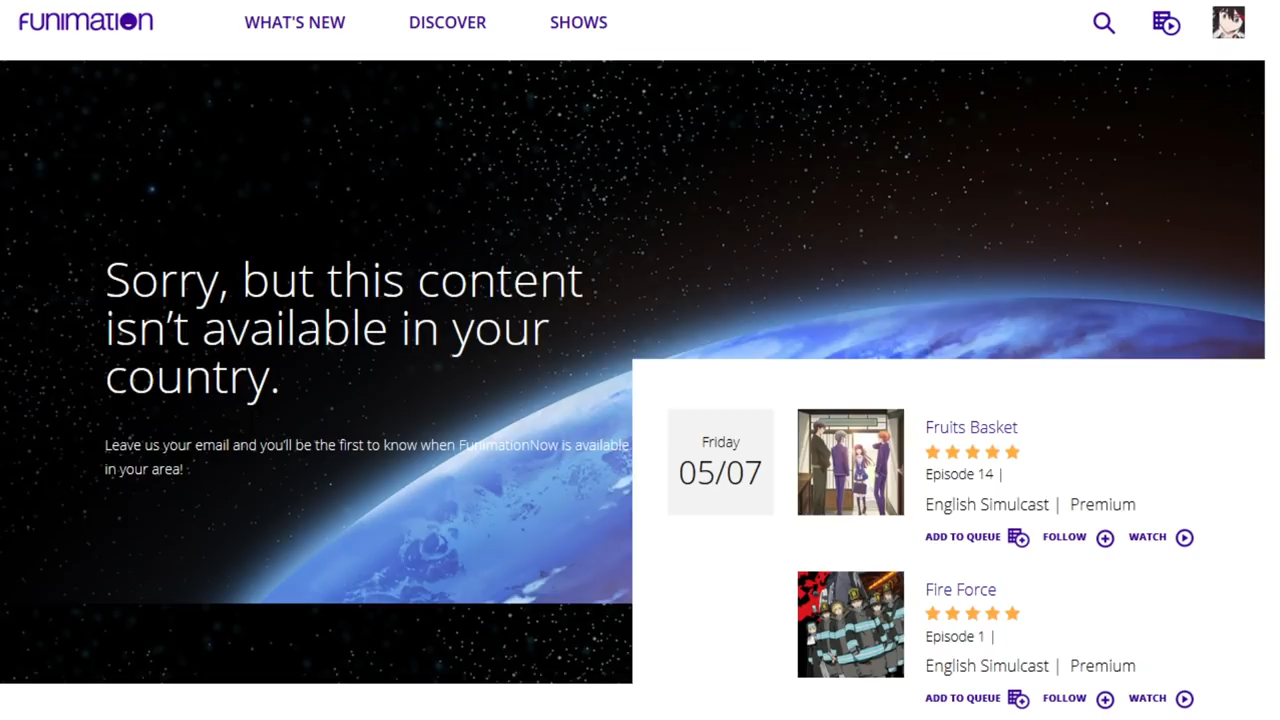 FUNIMATION
WHAT'S NEW
DISCOVER
SHOWS
Sorry, but this content
isn’t available in your
country.
Leave us your email and you’ll be the first to know when FunimationNow is available
in your area!
Friday
05/07
Fruits Basket
Episode 14 |
English Simulcast | Premium
ADD TO QUEUE FOLLOW WATCH
Fire Force
Episode 1 |
English Simulcast | Premium
ADD TO QUEUE FOLLOW WATCH